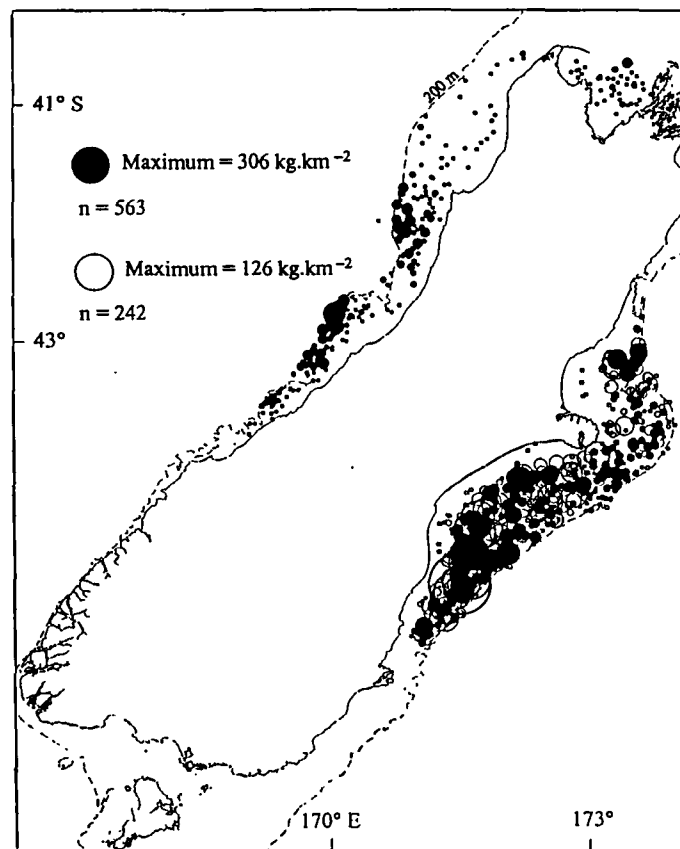 200 m
41° S
Maximum = 306 kg.km⁻²
n = 563
Maximum = 126 kg.km⁻²
n = 242
43°
170° E
173°